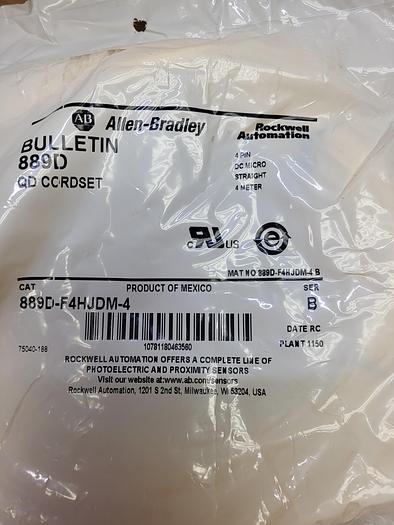 AB Allen-Bradley
Rockwell
Automation
BULLETIN
889D
QD CORDSET
4 PIN
DC MICRO
STRAIGHT
4 METER
c UL US e
MAT NO 889D-F4HJDM-4 B
CAT PRODUCT OF MEXICO SER
889D-F4HJDM-4 B
10781180463560
DATE RC
75040-188 PLANT 1150
ROCKWELL AUTOMATION OFFERS A COMPLETE LINE OF
PHOTOELECTRIC AND PROXIMITY SENSORS
Visit our website at:www.ab.com/sensors
Rockwell Automation, 1201 S 2nd St, Milwaukee, WI 53204, USA